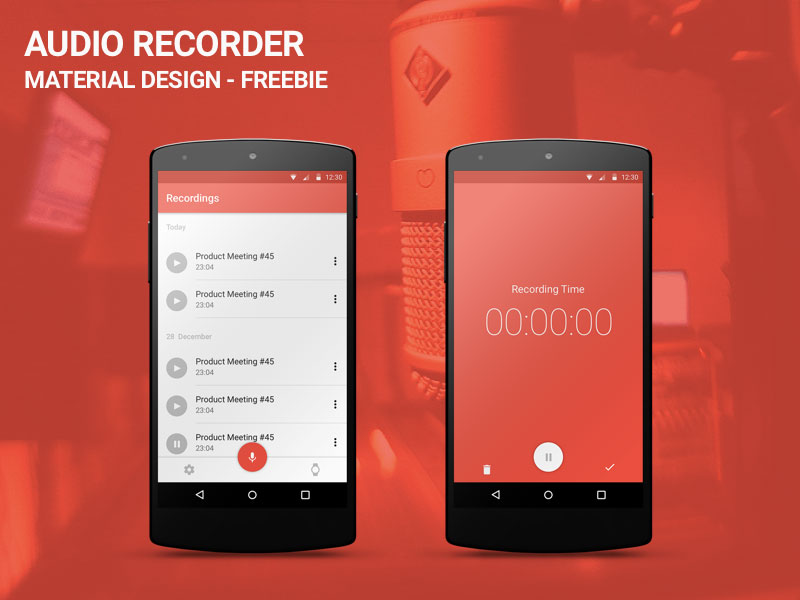 AUDIO RECORDER
MATERIAL DESIGN - FREEBIE
12:30
Recordings
Today
Product Meeting #45
23:04
Product Meeting #45
23:04
28 December
Product Meeting #45
23:04
Product Meeting #45
23:04
Product Meeting #45
23:04
12:30
Recording Time
00:00:00